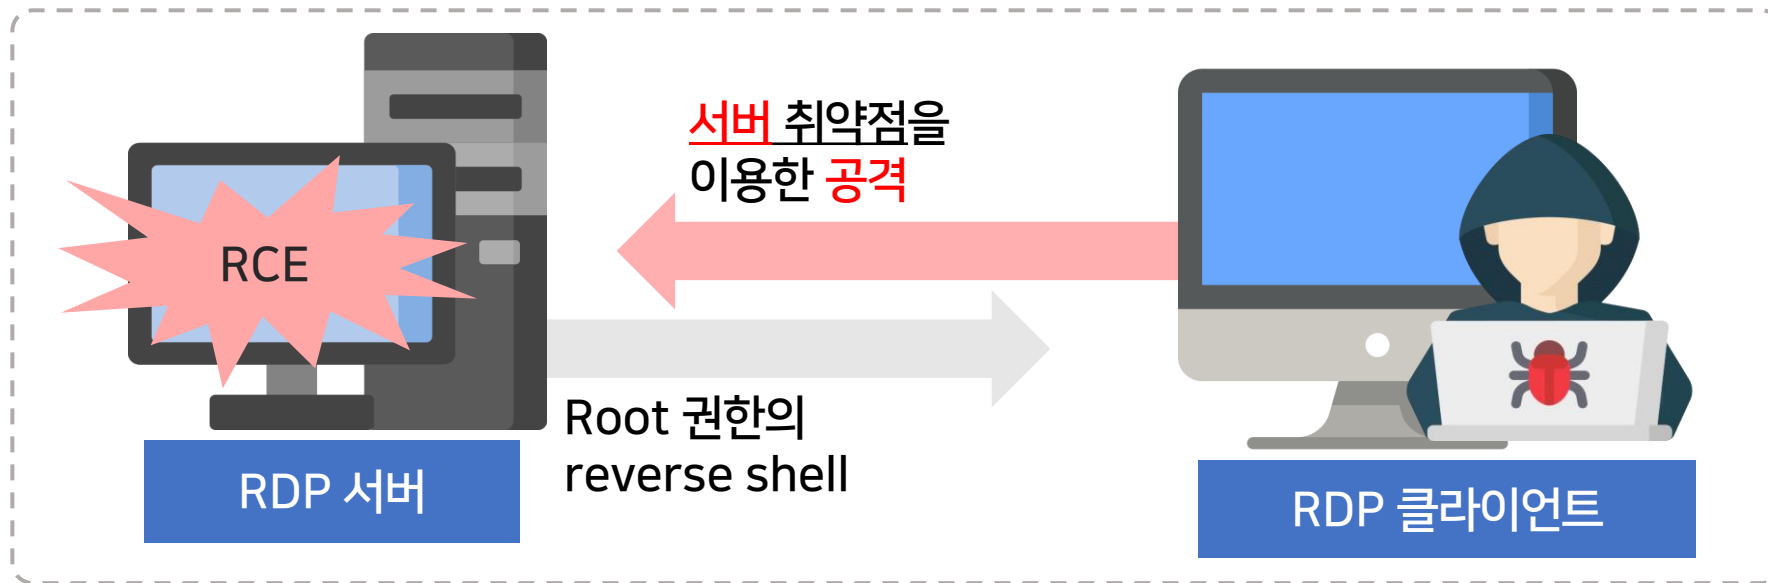 서버 취약점을
이용한 공격
RCE
Root 권한의
reverse shell
RDP 서버
RDP 클라이언트